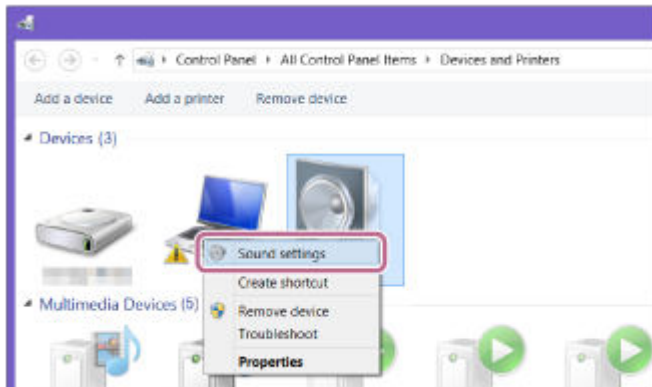 Control Panel All Control Panel Items Devices and Printers
Add a device Add a printer Remove device
Devices (3)
Sound settings
Create shortcut
Multimedia Devices (5)
Remove device
Troubleshoot
Properties